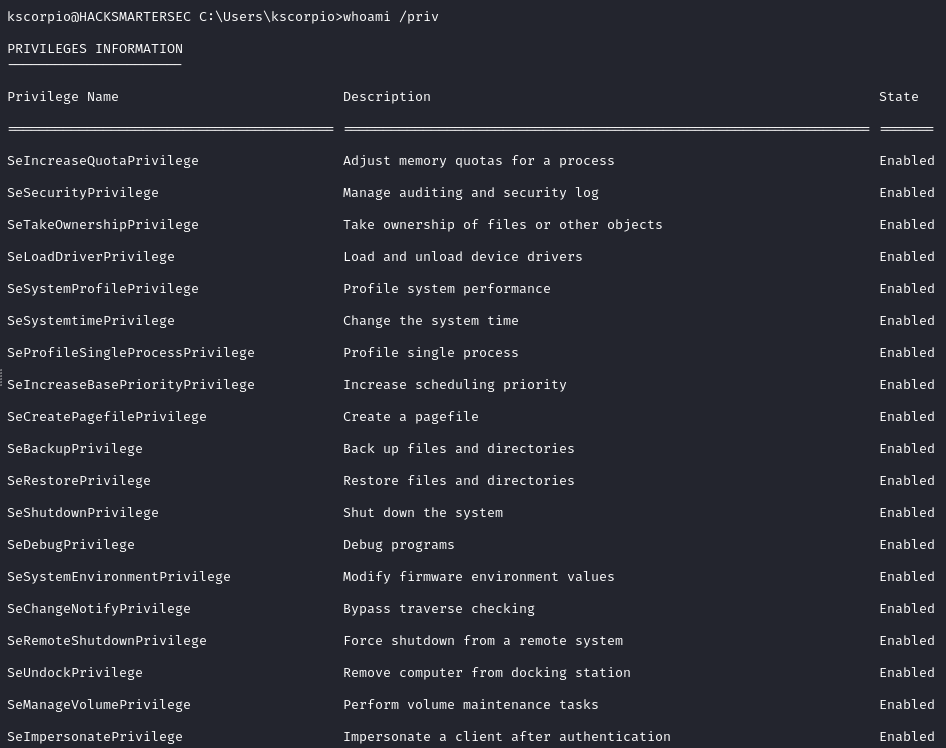 kscorpio@HACKSMARTERSEC C:\Users\kscorpio>whoami /priv
PRIVILEGES INFORMATION
----------------------
Privilege Name Description State
========================================= ================================================================== =======
SeIncreaseQuotaPrivilege Adjust memory quotas for a process Enabled
SeSecurityPrivilege Manage auditing and security log Enabled
SeTakeOwnershipPrivilege Take ownership of files or other objects Enabled
SeLoadDriverPrivilege Load and unload device drivers Enabled
SeSystemProfilePrivilege Profile system performance Enabled
SeSystemtimePrivilege Change the system time Enabled
SeProfileSingleProcessPrivilege Profile single process Enabled
SeIncreaseBasePriorityPrivilege Increase scheduling priority Enabled
SeCreatePagefilePrivilege Create a pagefile Enabled
SeBackupPrivilege Back up files and directories Enabled
SeRestorePrivilege Restore files and directories Enabled
SeShutdownPrivilege Shut down the system Enabled
SeDebugPrivilege Debug programs Enabled
SeSystemEnvironmentPrivilege Modify firmware environment values Enabled
SeChangeNotifyPrivilege Bypass traverse checking Enabled
SeRemoteShutdownPrivilege Force shutdown from a remote system Enabled
SeUndockPrivilege Remove computer from docking station Enabled
SeManageVolumePrivilege Perform volume maintenance tasks Enabled
SeImpersonatePrivilege Impersonate a client after authentication Enabled